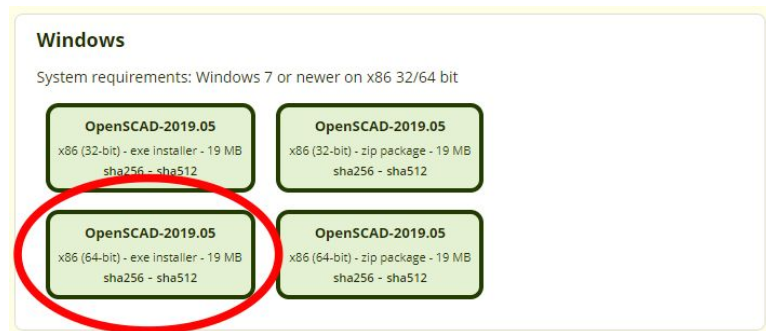 Windows
System requirements: Windows 7 or newer on x86 32/64 bit
OpenSCAD-2019.05
x86 (32-bit) - exe installer - 19 MB
sha256 - sha512
OpenSCAD-2019.05
x86 (32-bit) - zip package - 19 MB
sha256 - sha512
OpenSCAD-2019.05
x86 (64-bit) - exe installer - 19 MB
sha256 - sha512
OpenSCAD-2019.05
x86 (64-bit) - zip package - 19 MB
sha256 - sha512